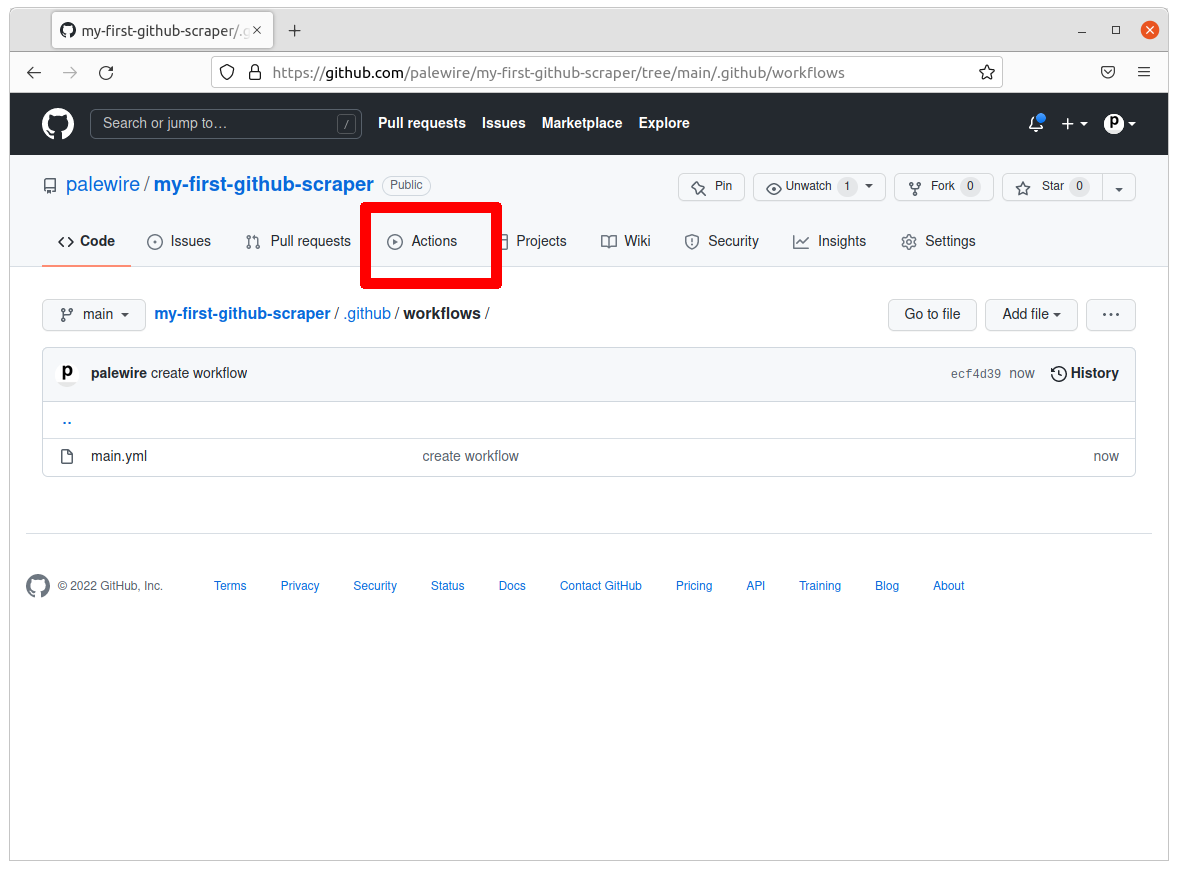 my-first-github-scraper/.g
https://github.com/palewire/my-first-github-scraper/tree/main/.github/workflows
Search or jump to… / Pull requests Issues Marketplace Explore + p
palewire / my-first-github-scraper Public Pin Unwatch 1 Fork 0 Star 0
Code Issues Pull requests Actions Projects Wiki Security Insights Settings
main my-first-github-scraper / .github / workflows / Go to file Add file ...
p palewire create workflow ecf4d39 now History
..
main.yml create workflow now
© 2022 GitHub, Inc. Terms Privacy Security Status Docs Contact GitHub Pricing API Training Blog About